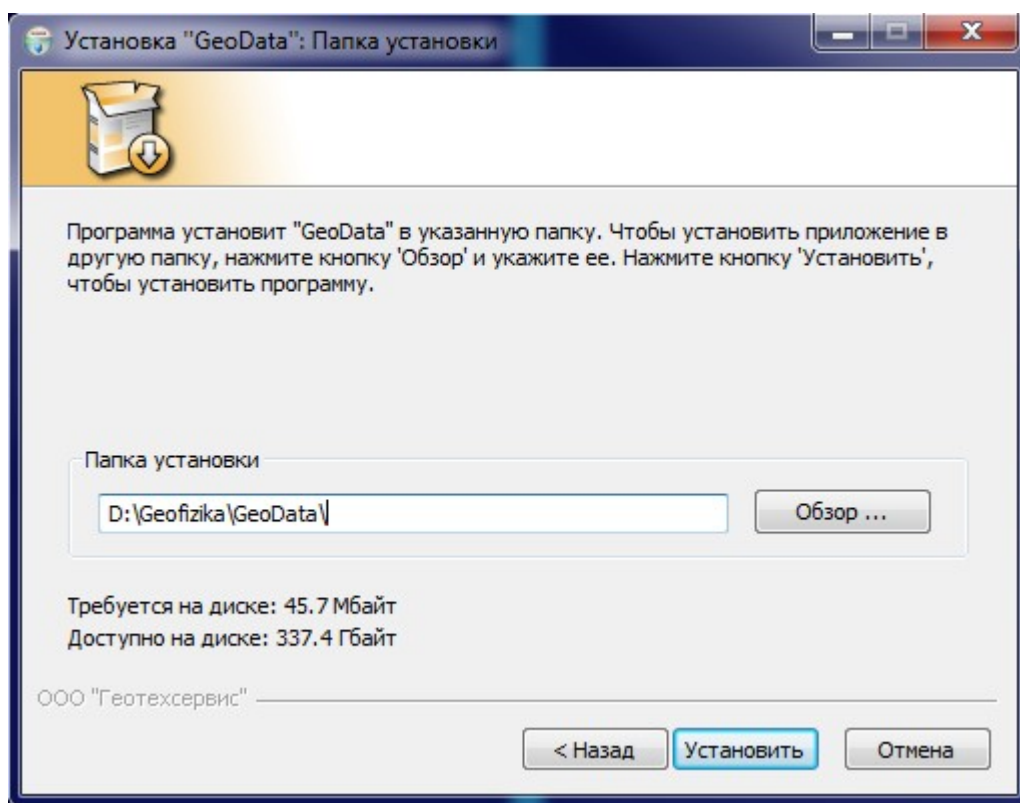 Установка "GeoData": Папка установки
Программа установит "GeoData" в указанную папку. Чтобы установить приложение в
другую папку, нажмите кнопку 'Обзор' и укажите ее. Нажмите кнопку 'Установить',
чтобы установить программу.
Папка установки
D:\Geofizika\GeoData\
Обзор ...
Требуется на диске: 45.7 Мбайт
Доступно на диске: 337.4 Гбайт
ООО "Геотехсервис"
< Назад
Установить
Отмена